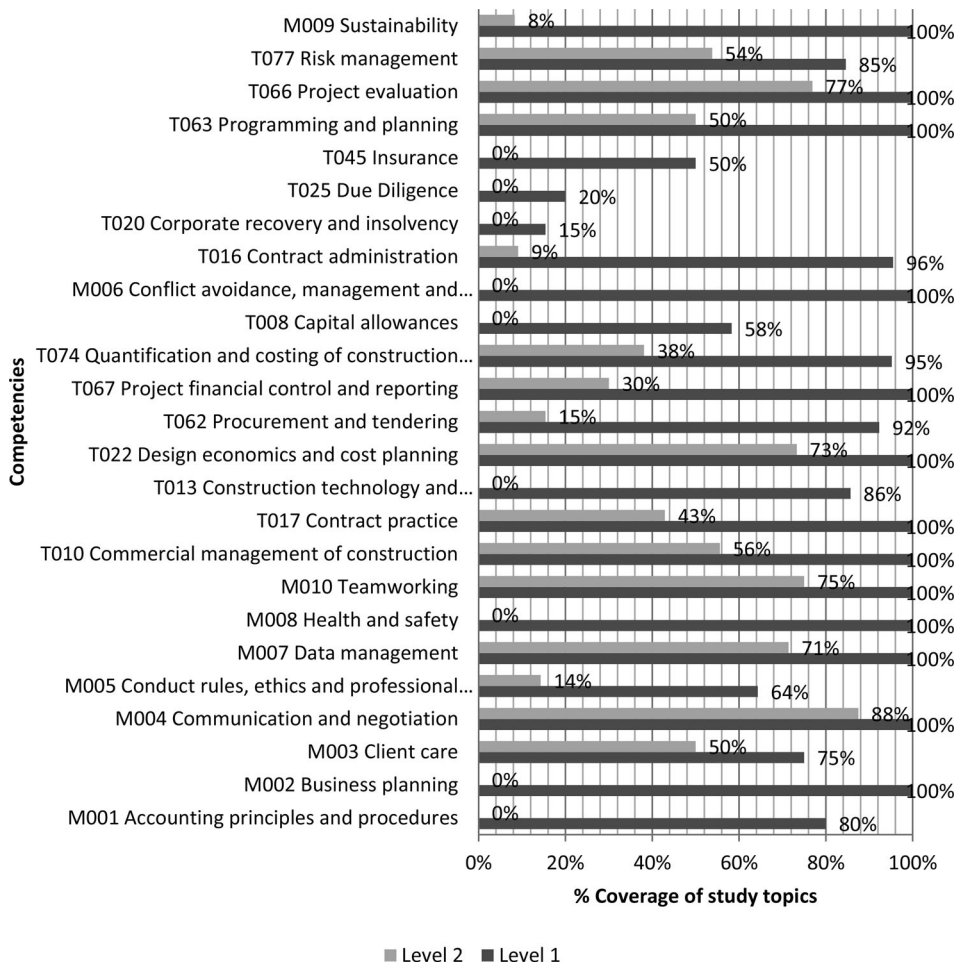 M009 Sustainability
8%
100%
T077 Risk management
54%
85%
T066 Project evaluation
77%
100%
T063 Programming and planning
50%
100%
T045 Insurance
0%
50%
T025 Due Diligence
0%
20%
T020 Corporate recovery and insolvency
0%
15%
T016 Contract administration
9%
96%
M006 Conflict avoidance, management and...
0%
100%
T008 Capital allowances
0%
58%
T074 Quantification and costing of construction...
38%
95%
T067 Project financial control and reporting
30%
100%
T062 Procurement and tendering
15%
92%
T022 Design economics and cost planning
73%
100%
T013 Construction technology and...
0%
86%
T017 Contract practice
43%
100%
T010 Commercial management of construction
56%
100%
M010 Teamworking
75%
100%
M008 Health and safety
0%
100%
M007 Data management
71%
100%
M005 Conduct rules, ethics and professional...
14%
64%
M004 Communication and negotiation
88%
100%
M003 Client care
50%
75%
M002 Business planning
0%
100%
M001 Accounting principles and procedures
0%
80%
Competencies
0% 20% 40% 60% 80% 100%
% Coverage of study topics
Level 2 Level 1